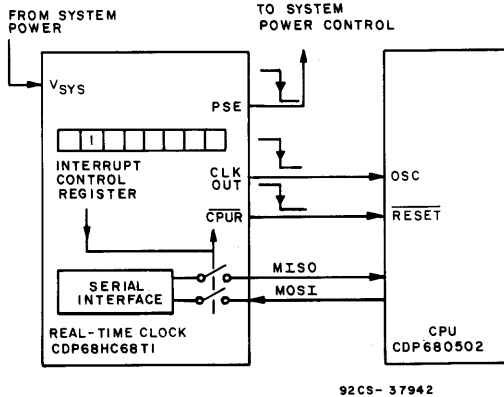 FROM SYSTEM
POWER
TO SYSTEM
POWER CONTROL
VSYS
PSE
1
INTERRUPT
CONTROL
REGISTER
CLK
OUT
OSC
CPUR
RESET
MISO
SERIAL
INTERFACE
MOSI
REAL-TIME CLOCK
CDP68HC68T1
CPU
CDP680502
92CS-37942